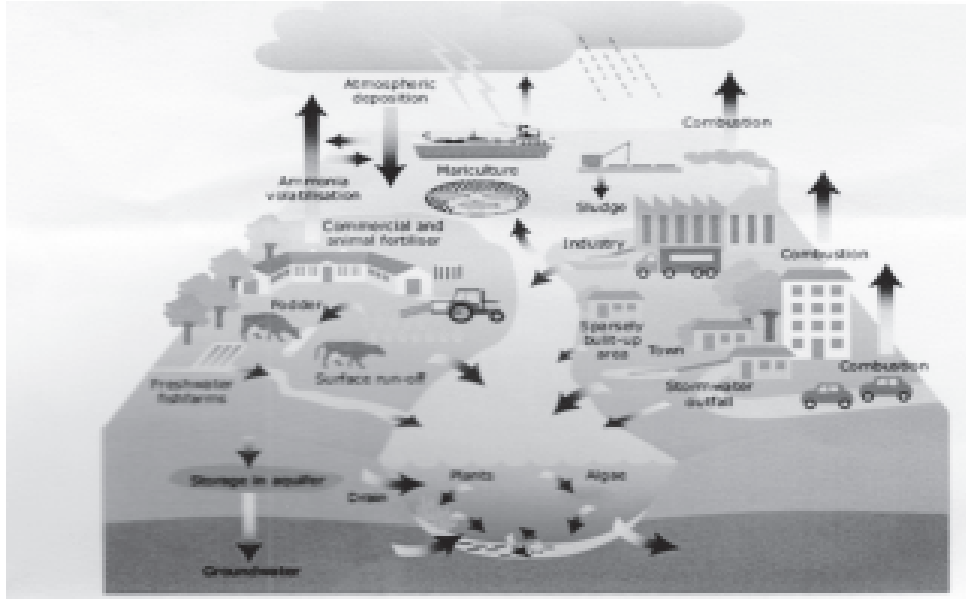 Atmospheric
deposition
Combustion
Mariculture
Ammonia
volatilisation
Sludge
Commercial and
animal fertiliser
Industry
Combustion
Fodder
Sparsely
built-up
area
Town
Combustion
Surface run-off
Freshwater
fishfarms
Stormwater
outfall
Plants
Algae
Storage in aquifer
Drain
Groundwater